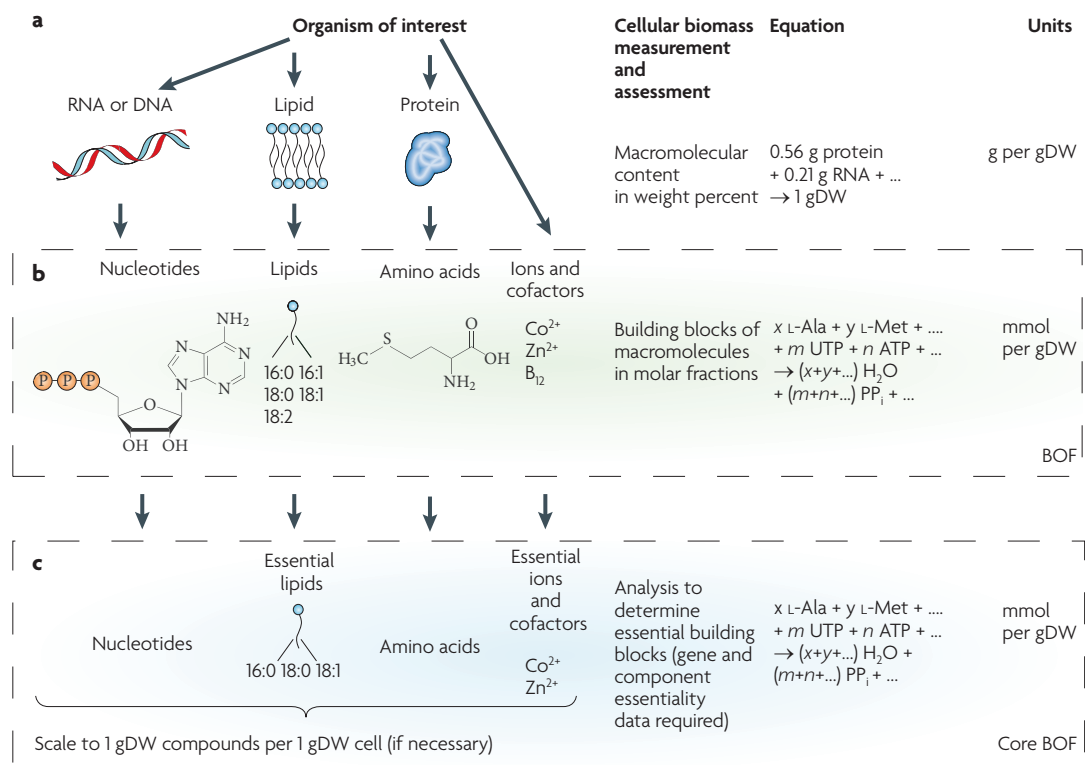 a
Organism of interest
Cellular biomass
measurement
and
assessment
Equation
Units
RNA or DNA
Lipid
Protein
Macromolecular
content
in weight percent
0.56 g protein
+ 0.21 g RNA + ...
→ 1 gDW
g per gDW
b
Nucleotides
Lipids
Amino acids
Ions and
cofactors
NH₂
N
N
N
N
P P P
O
OH OH
16:0 16:1
18:0 18:1
18:2
S
H₃C
O
OH
NH₂
Co²⁺
Zn²⁺
B₁₂
Building blocks of
macromolecules
in molar fractions
x L-Ala + y L-Met + ....
+ m UTP + n ATP + ...
→ (x+y+...) H₂O
+ (m+n+...) PPᵢ + ...
mmol
per gDW
BOF
c
Nucleotides
Essential
lipids
16:0 18:0 18:1
Amino acids
Essential
ions
and
cofactors
Co²⁺
Zn²⁺
Analysis to
determine
essential building
blocks (gene and
component
essentiality
data required)
x L-Ala + y L-Met + ....
+ m UTP + n ATP + ...
→ (x+y+...) H₂O +
(m+n+...) PPᵢ + ...
mmol
per gDW
Scale to 1 gDW compounds per 1 gDW cell (if necessary)
Core BOF